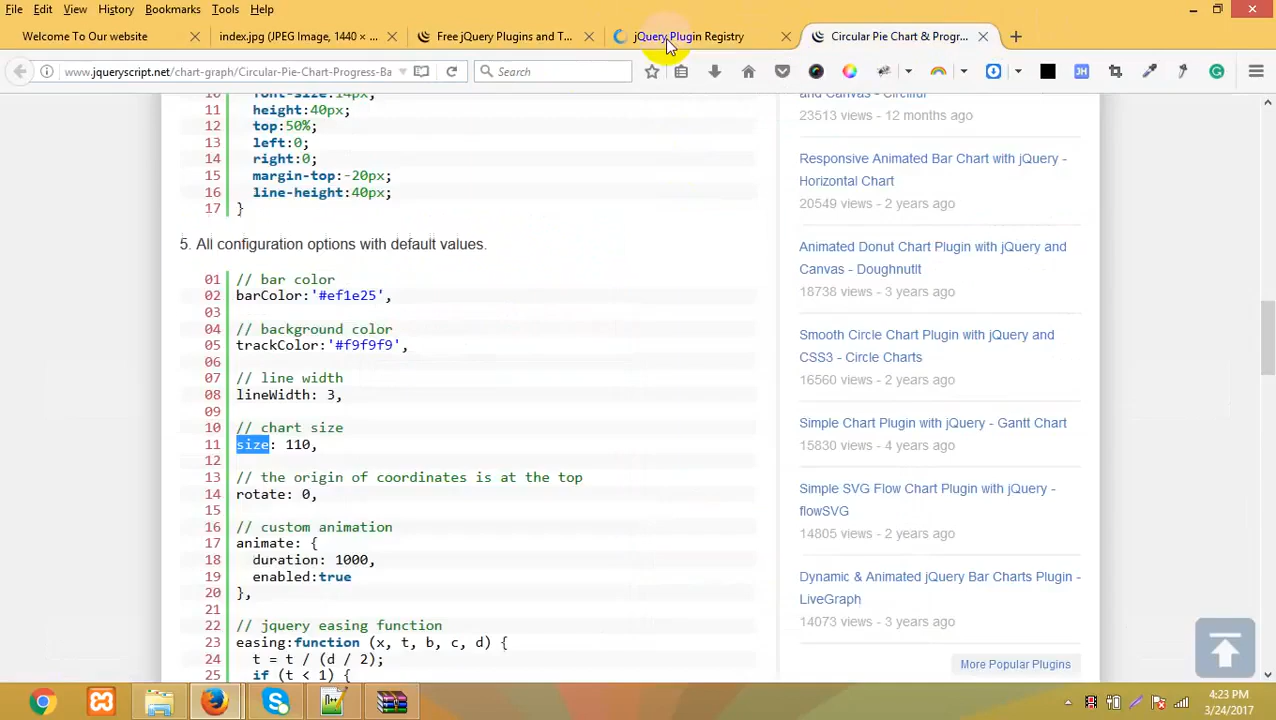 File Edit View History Bookmarks Tools Help
Welcome To Our website
index.jpg (JPEG Image, 1440 × ...
Free jQuery Plugins and T...
jQuery Plugin Registry
Circular Pie Chart & Progr...
www.jqueryscript.net/chart-graph/Circular-Pie-Chart-Progress-Ba
Search
10 font-size:14px;
11 height:40px;
12 top:50%;
13 left:0;
14 right:0;
15 margin-top:-20px;
16 line-height:40px;
17 }
5. All configuration options with default values.
01 // bar color
02 barColor:'#ef1e25',
03
04 // background color
05 trackColor:'#f9f9f9',
06
07 // line width
08 lineWidth: 3,
09
10 // chart size
11 size: 110,
12
13 // the origin of coordinates is at the top
14 rotate: 0,
15
16 // custom animation
17 animate: {
18 duration: 1000,
19 enabled:true
20 },
21
22 // jquery easing function
23 easing:function (x, t, b, c, d) {
24 t = t / (d / 2);
25 if (t < 1) {
and Canvas - Circliful
23513 views - 12 months ago
Responsive Animated Bar Chart with jQuery -
Horizontal Chart
20549 views - 2 years ago
Animated Donut Chart Plugin with jQuery and
Canvas - Doughnutit
18738 views - 3 years ago
Smooth Circle Chart Plugin with jQuery and
CSS3 - Circle Charts
16560 views - 2 years ago
Simple Chart Plugin with jQuery - Gantt Chart
15830 views - 4 years ago
Simple SVG Flow Chart Plugin with jQuery -
flowSVG
14805 views - 2 years ago
Dynamic & Animated jQuery Bar Charts Plugin -
LiveGraph
14073 views - 3 years ago
More Popular Plugins
4:23 PM
3/24/2017